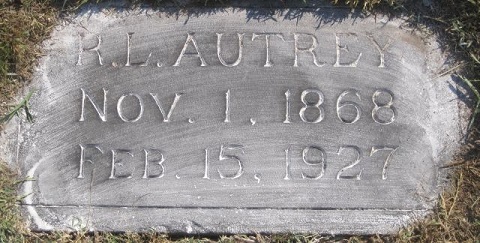 R. L. AUTREY
NOV. 1, 1868
FEB. 15, 1927